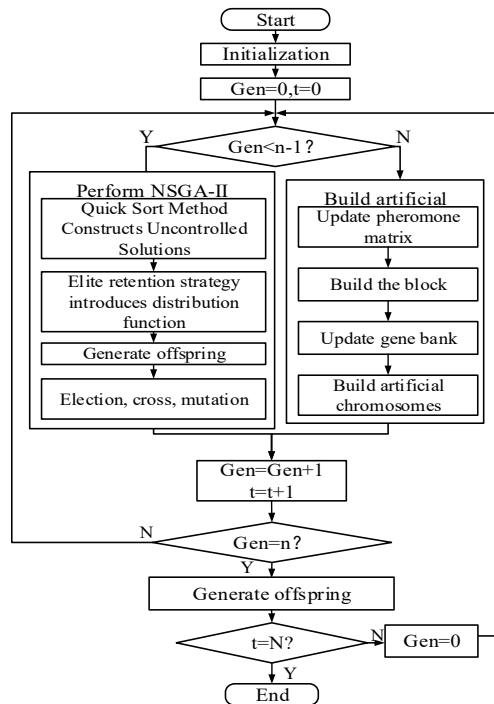 Start
Initialization
Gen=0,t=0
Y
Gen<n-1?
N
Perform NSGA-II
Quick Sort Method
Constructs Uncontrolled
Solutions
Elite retention strategy
introduces distribution
function
Generate offspring
Election, cross, mutation
Build artificial
Update pheromone
matrix
Build the block
Update gene bank
Build artificial
chromosomes
Gen=Gen+1
t=t+1
N
Gen=n?
Y
Generate offspring
t=N?
N
Gen=0
Y
End